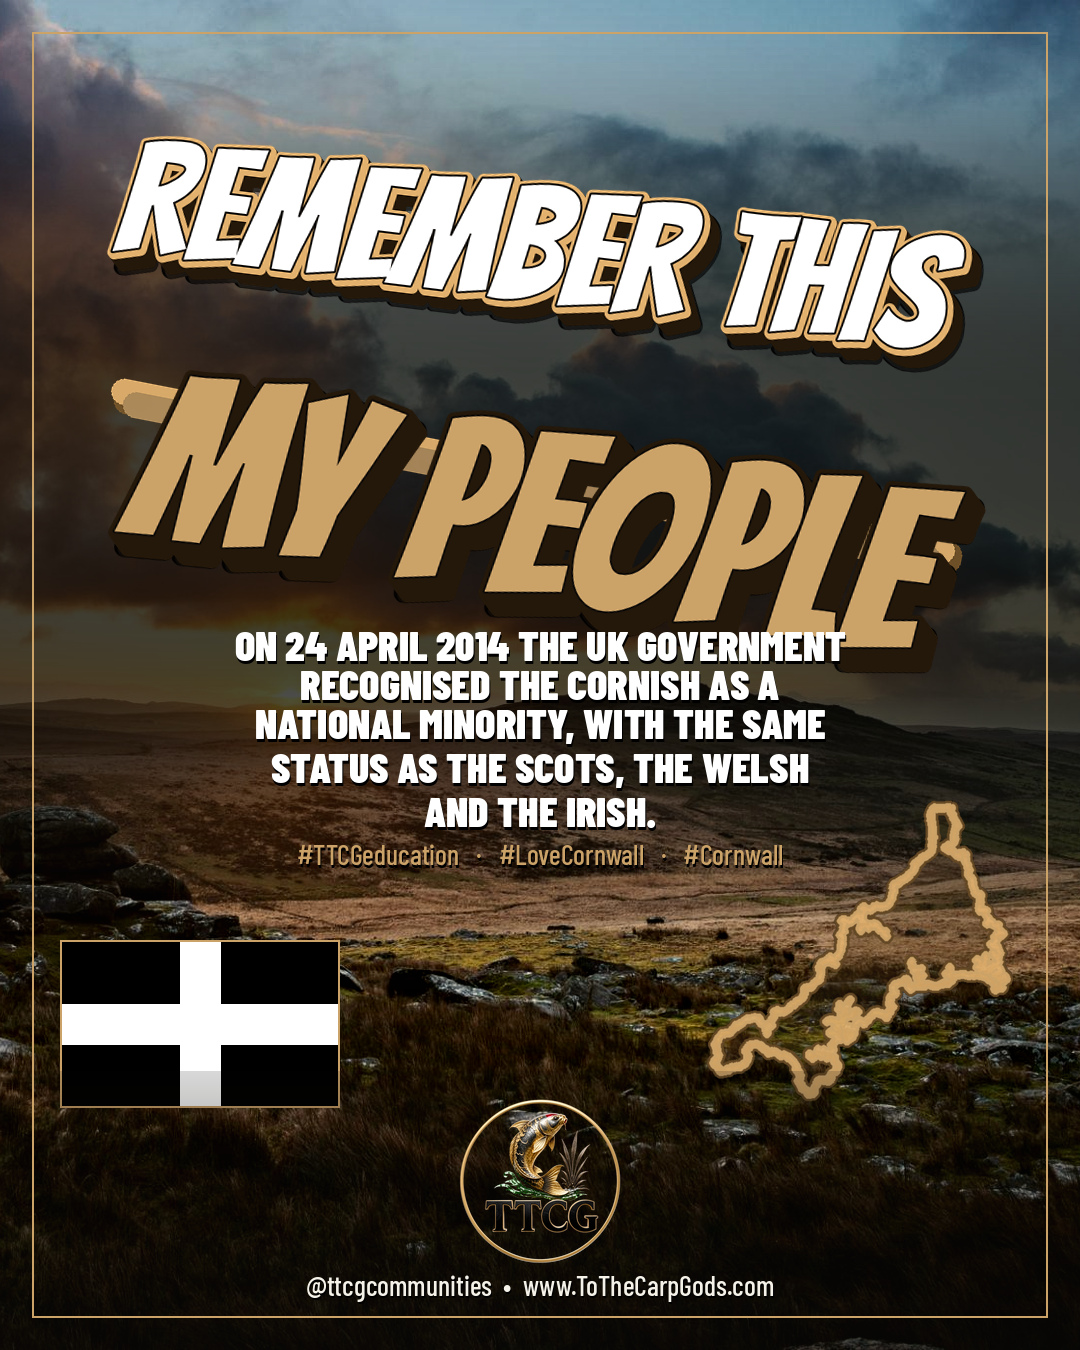 REMEMBER THIS
MY PEOPLE
ON 24 APRIL 2014 THE UK GOVERNMENT
RECOGNISED THE CORNISH AS A
NATIONAL MINORITY, WITH THE SAME
STATUS AS THE SCOTS, THE WELSH
AND THE IRISH.
#TTCGeducation · #LoveCornwall · #Cornwall
TTCG
@ttcgcommunities • www.ToTheCarpGods.com